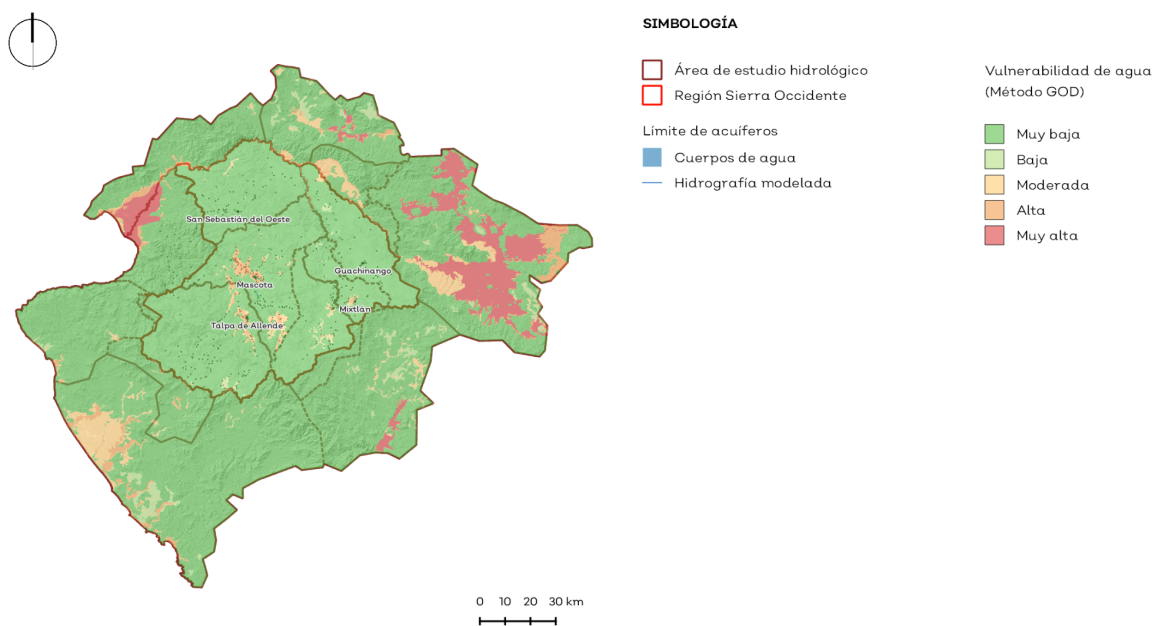 SIMBOLOGÍA
Área de estudio hidrológico
Región Sierra Occidente
Límite de acuíferos
Cuerpos de agua
Hidrografía modelada
Vulnerabilidad de agua
(Método GOD)
Muy baja
Baja
Moderada
Alta
Muy alta
San Sebastián del Oeste
Guachinango
Mascota
Mixtlán
Talpa de Allende
0 10 20 30 km